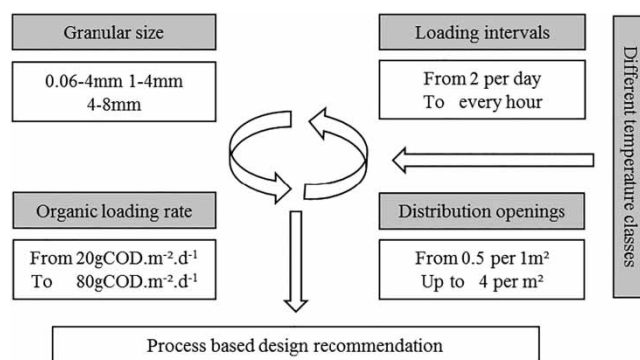 Granular size
0.06-4mm 1-4mm
4-8mm
Loading intervals
From 2 per day
To every hour
Different temperature classes
Organic loading rate
From 20gCOD.m⁻².d⁻¹
To 80gCOD.m⁻².d⁻¹
Distribution openings
From 0.5 per 1m²
Up to 4 per m²
Process based design recommendation